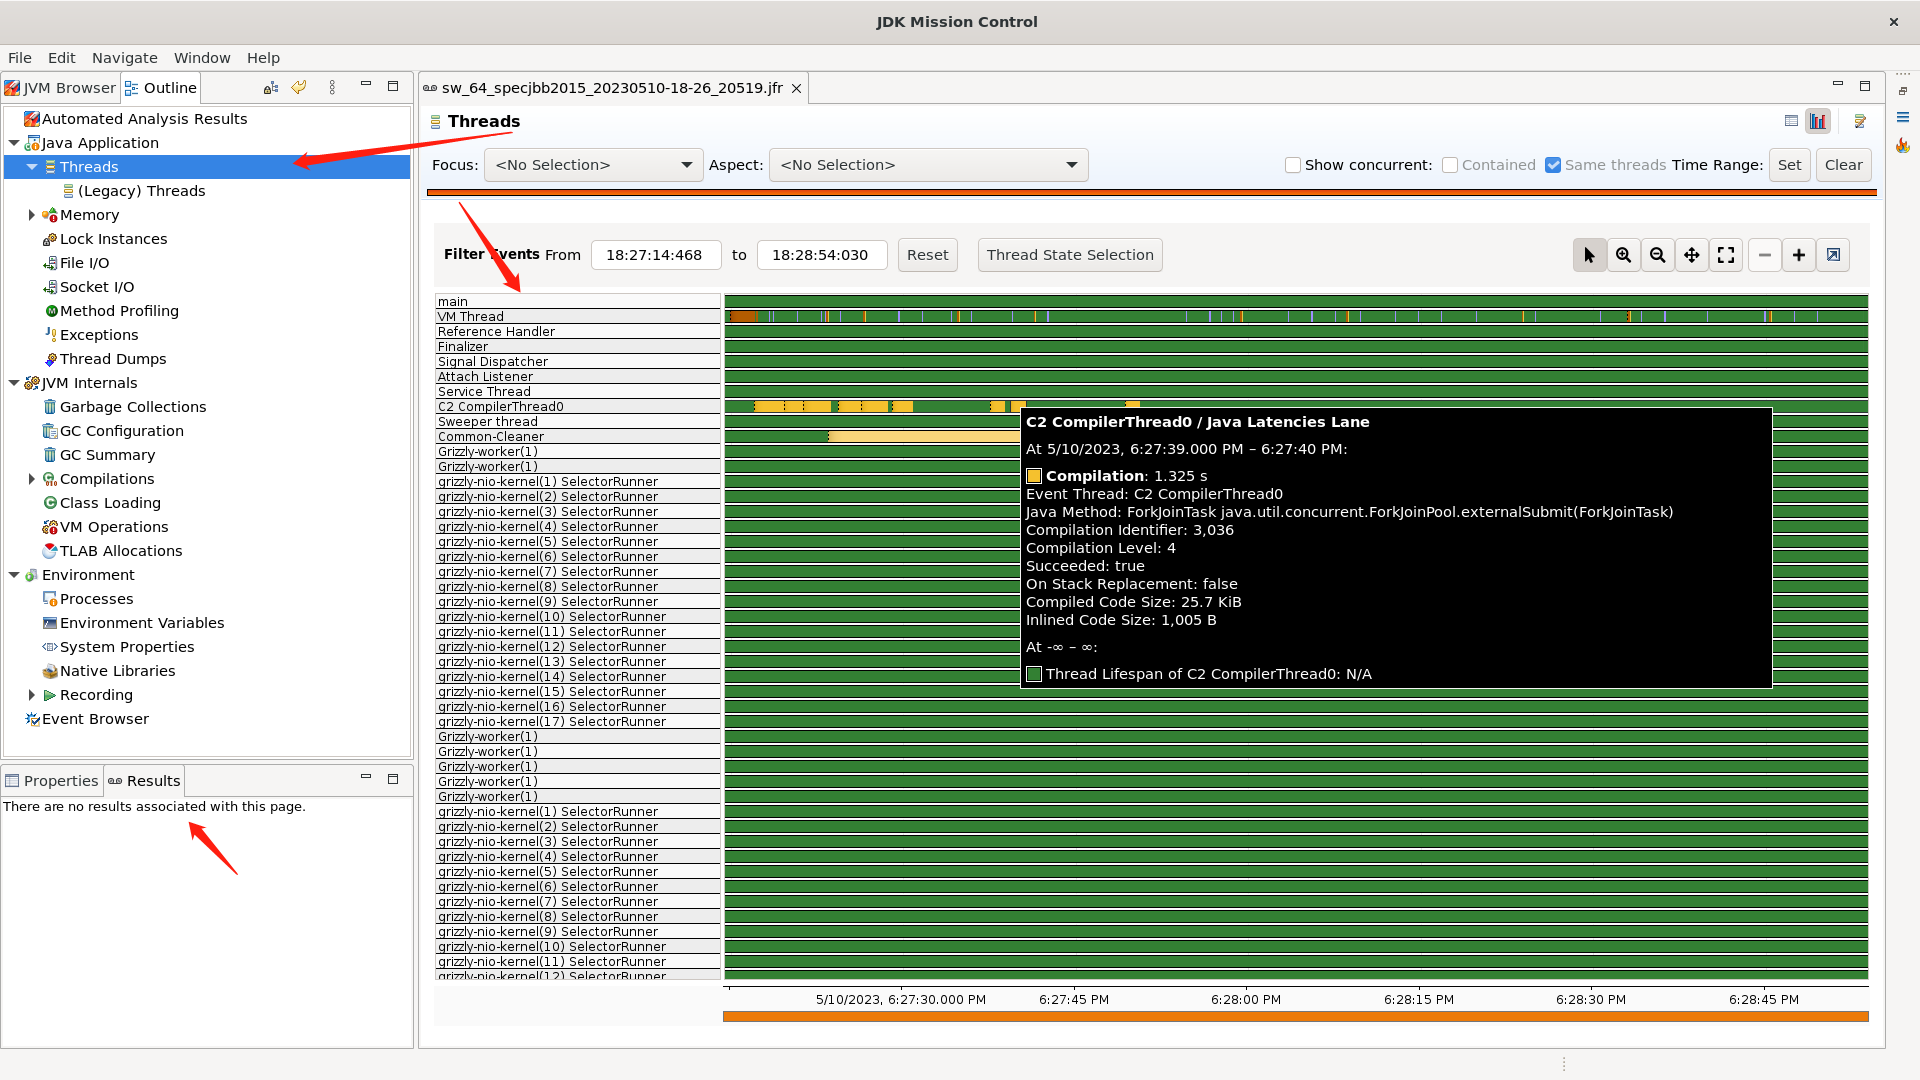 JDK Mission Control
File Edit Navigate Window Help
JVM Browser Outline
Automated Analysis Results
Java Application
Threads
(Legacy) Threads
Memory
Lock Instances
File I/O
Socket I/O
Method Profiling
Exceptions
Thread Dumps
JVM Internals
Garbage Collections
GC Configuration
GC Summary
Compilations
Class Loading
VM Operations
TLAB Allocations
Environment
Processes
Environment Variables
System Properties
Native Libraries
Recording
Event Browser
Properties Results
There are no results associated with this page.
sw_64_specjbb2015_20230510-18-26_20519.jfr
Threads
Focus: <No Selection> Aspect: <No Selection> Show concurrent: Contained Same threads Time Range: Set Clear
Filter Events From 18:27:14:468 to 18:28:54:030 Reset Thread State Selection
main
VM Thread
Reference Handler
Finalizer
Signal Dispatcher
Attach Listener
Service Thread
C2 CompilerThread0
Sweeper thread
Common-Cleaner
Grizzly-worker(1)
Grizzly-worker(1)
grizzly-nio-kernel(1) SelectorRunner
grizzly-nio-kernel(2) SelectorRunner
grizzly-nio-kernel(3) SelectorRunner
grizzly-nio-kernel(4) SelectorRunner
grizzly-nio-kernel(5) SelectorRunner
grizzly-nio-kernel(6) SelectorRunner
grizzly-nio-kernel(7) SelectorRunner
grizzly-nio-kernel(8) SelectorRunner
grizzly-nio-kernel(9) SelectorRunner
grizzly-nio-kernel(10) SelectorRunner
grizzly-nio-kernel(11) SelectorRunner
grizzly-nio-kernel(12) SelectorRunner
grizzly-nio-kernel(13) SelectorRunner
grizzly-nio-kernel(14) SelectorRunner
grizzly-nio-kernel(15) SelectorRunner
grizzly-nio-kernel(16) SelectorRunner
grizzly-nio-kernel(17) SelectorRunner
Grizzly-worker(1)
Grizzly-worker(1)
Grizzly-worker(1)
Grizzly-worker(1)
Grizzly-worker(1)
grizzly-nio-kernel(1) SelectorRunner
grizzly-nio-kernel(2) SelectorRunner
grizzly-nio-kernel(3) SelectorRunner
grizzly-nio-kernel(4) SelectorRunner
grizzly-nio-kernel(5) SelectorRunner
grizzly-nio-kernel(6) SelectorRunner
grizzly-nio-kernel(7) SelectorRunner
grizzly-nio-kernel(8) SelectorRunner
grizzly-nio-kernel(9) SelectorRunner
grizzly-nio-kernel(10) SelectorRunner
grizzly-nio-kernel(11) SelectorRunner
grizzly-nio-kernel(12) SelectorRunner
C2 CompilerThread0 / Java Latencies Lane
At 5/10/2023, 6:27:39.000 PM – 6:27:40 PM:
Compilation: 1.325 s
Event Thread: C2 CompilerThread0
Java Method: ForkJoinTask java.util.concurrent.ForkJoinPool.externalSubmit(ForkJoinTask)
Compilation Identifier: 3,036
Compilation Level: 4
Succeeded: true
On Stack Replacement: false
Compiled Code Size: 25.7 KiB
Inlined Code Size: 1,005 B
At -∞ – ∞:
Thread Lifespan of C2 CompilerThread0: N/A
5/10/2023, 6:27:30.000 PM 6:27:45 PM 6:28:00 PM 6:28:15 PM 6:28:30 PM 6:28:45 PM